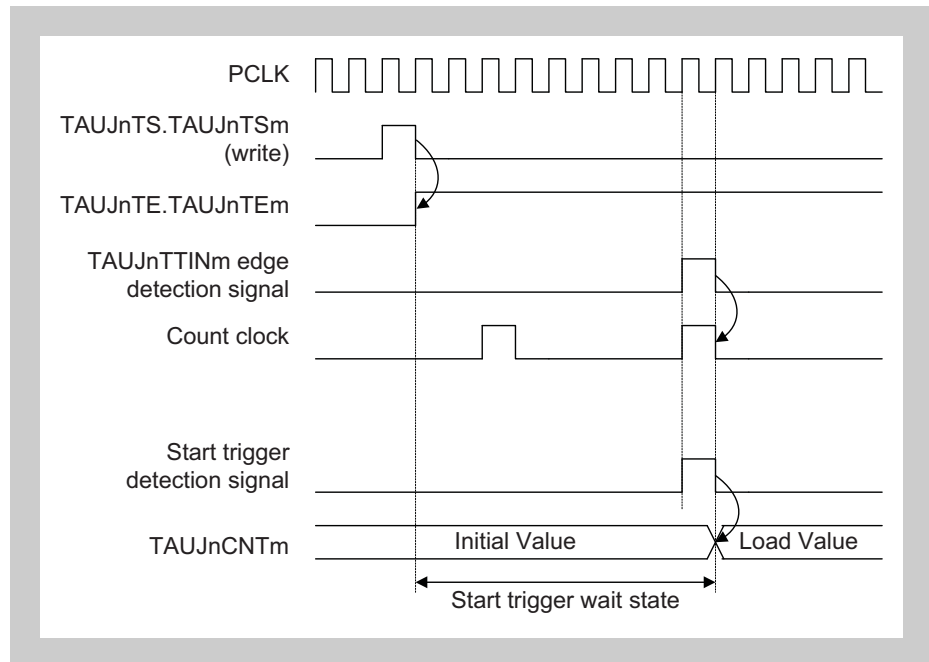 PCLK
TAUJnTS.TAUJnTSm
(write)
TAUJnTE.TAUJnTEm
TAUJnTTINm edge
detection signal
Count clock
Start trigger
detection signal
TAUJnCNTm
Initial Value
Load Value
Start trigger wait state